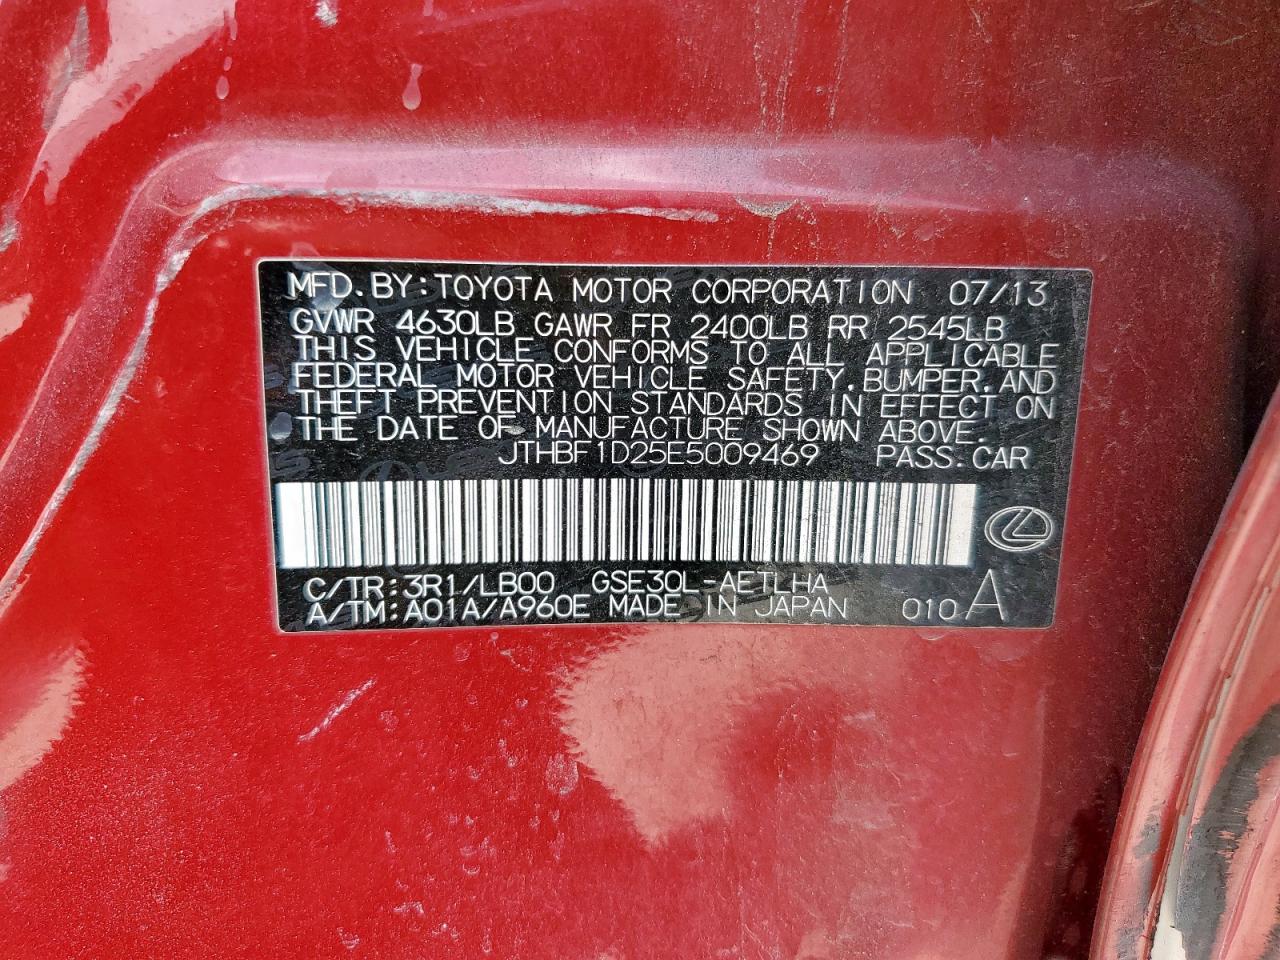 MFD.BY:TOYOTA MOTOR CORPORATION 07/13
GVWR 4630LB GAWR FR 2400LB RR 2545LB
THIS VEHICLE CONFORMS TO ALL APPLICABLE
FEDERAL MOTOR VEHICLE SAFETY,BUMPER,AND
THEFT PREVENTION STANDARDS IN EFFECT ON
THE DATE OF MANUFACTURE SHOWN ABOVE.
JTHBF1D25E5009469 PASS.CAR
C/TR:3R1/LB00 GSE30L-AETLHA
A/TM:A01A/A960E MADE IN JAPAN 010 A